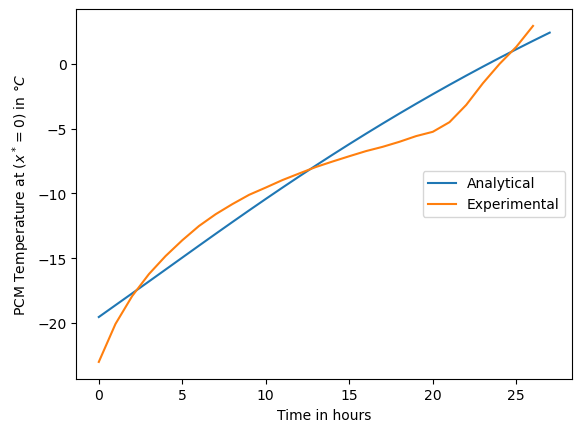 PCM Temperature at (x* = 0) in °C
0
−5
−10
−15
−20
Analytical
Experimental
0 5 10 15 20 25
Time in hours